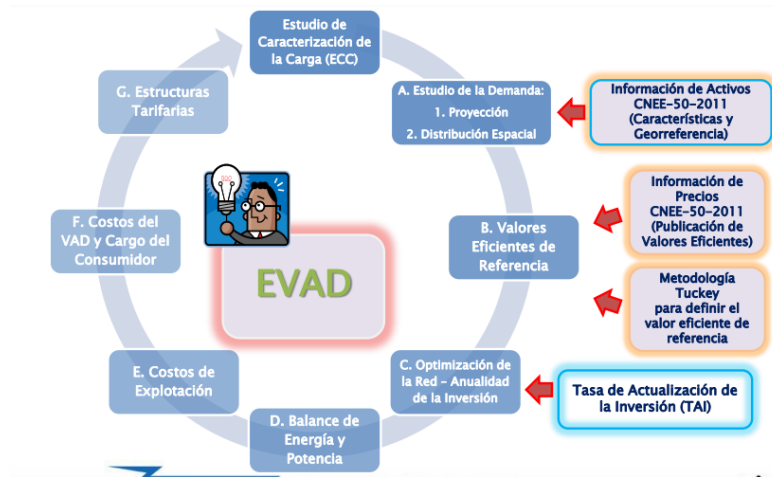 Estudio de
Caracterización de
la Carga (ECC)
A. Estudio de la Demanda:
1. Proyección
2. Distribución Espacial
Información de Activos
CNEE-50-2011
(Características y
Georreferencia)
B. Valores
Eficientes de
Referencia
Información de
Precios
CNEE-50-2011
(Publicación de
Valores Eficientes)
Metodología
Tuckey
para definir el
valor eficiente de
referencia
C. Optimización de
la Red – Anualidad
de la Inversión
Tasa de Actualización de
la Inversión (TAI)
D. Balance de
Energía y
Potencia
E. Costos de
Explotación
F. Costos del
VAD y Cargo del
Consumidor
G. Estructuras
Tarifarias
EVAD